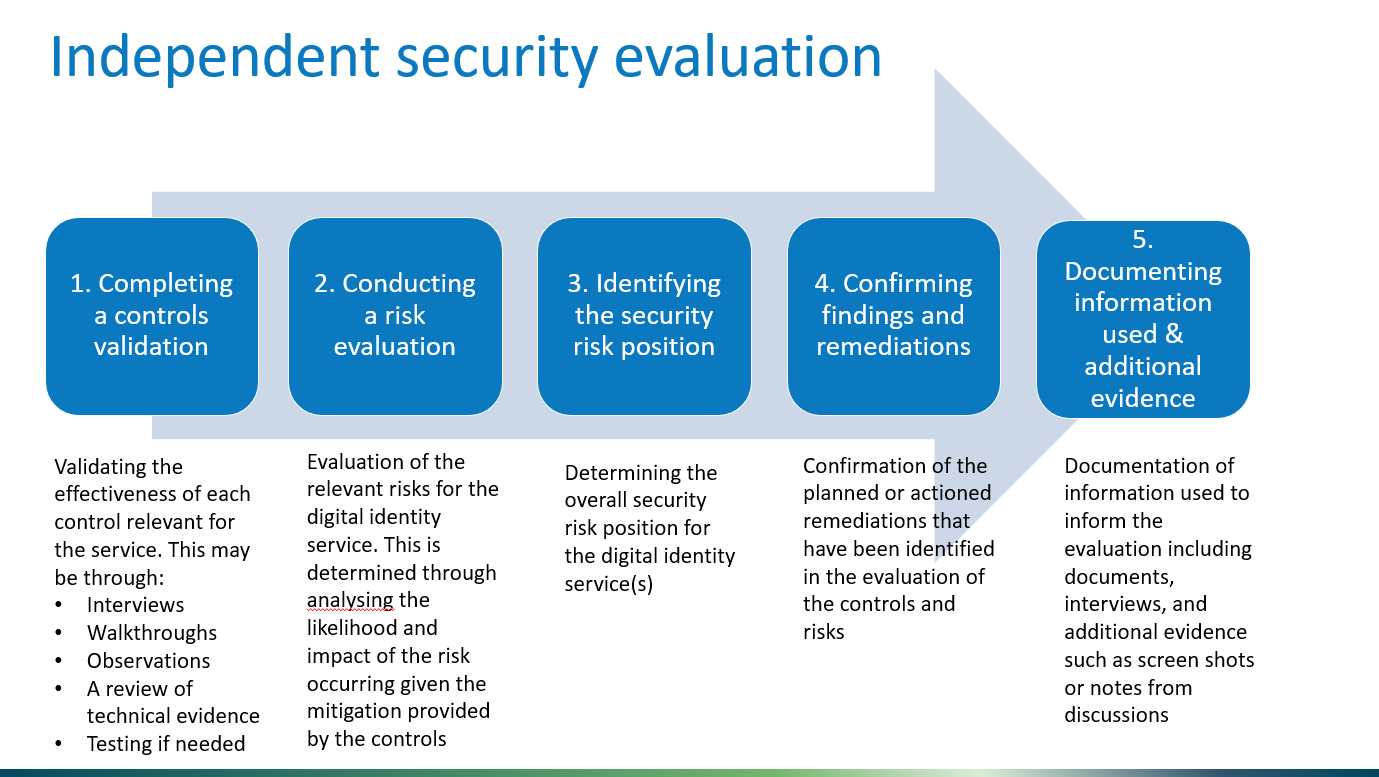 Independent security evaluation
1. Completing
a controls
validation
2. Conducting
a risk
evaluation
3. Identifying
the security
risk position
4. Confirming
findings and
remediations
5.
Documenting
information
used &
additional
evidence
Validating the
effectiveness of each
control relevant for
the service. This may
be through:
• Interviews
• Walkthroughs
• Observations
• A review of
technical evidence
• Testing if needed
Evaluation of the
relevant risks for the
digital identity
service. This is
determined through
analysing the
likelihood and
impact of the risk
occurring given the
mitigation provided
by the controls
Determining the
overall security
risk position for
the digital identity
service(s)
Confirmation of the
planned or actioned
remediations that
have been identified
in the evaluation of
the controls and
risks
Documentation of
information used to
inform the
evaluation including
documents,
interviews, and
additional evidence
such as screen shots
or notes from
discussions